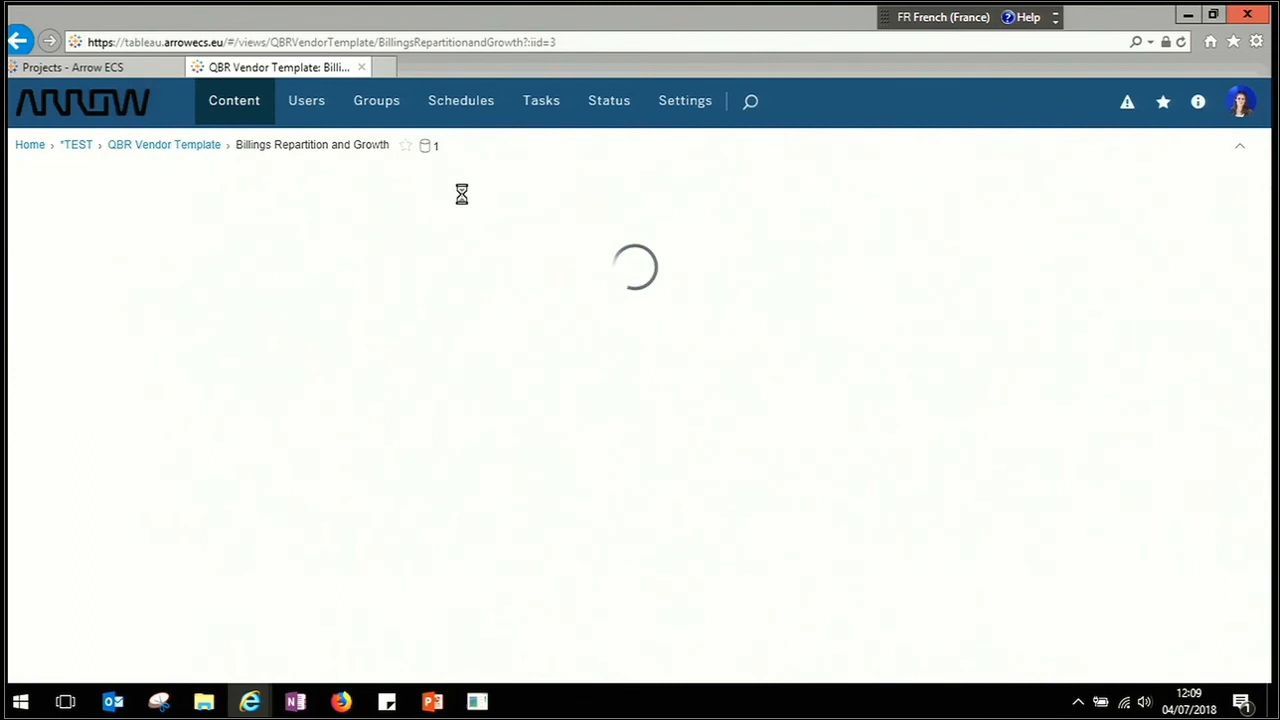 FR French (France) Help
https://tableau.arrowecs.eu/#/views/QBRVendorTemplate/BillingsRepartitionandGrowth?:iid=3
Projects - Arrow ECS
QBR Vendor Template: Billi...
ARROW
Content
Users
Groups
Schedules
Tasks
Status
Settings
Home › *TEST › QBR Vendor Template › Billings Repartition and Growth
1
12:09
04/07/2018
1